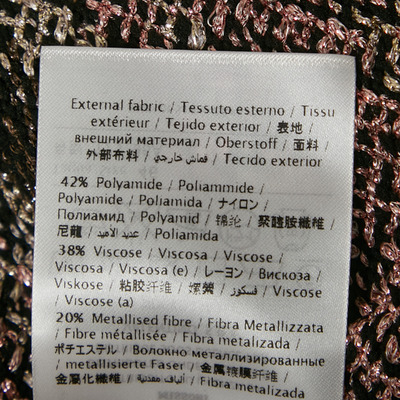 External fabric / Tessuto esterno / Tissu
extérieur / Tejido exterior / 表地 /
внешний материал / Oberstoff / 面料 /
外部布料 / قماش خارجي / Tecido exterior
42% Polyamide / Poliammide /
Polyamide / Poliamida / ナイロン /
Полиамид / Polyamid / 锦纶 / 聚醯胺纖維 /
尼龍 / عديد الأميد / Poliamida
38% Viscose / Viscosa / Viscose /
Viscosa / Viscosa (e) / レーヨン / Вискоза /
Viskose / 粘胶纤维 / 嫘縈 / فسكوز / Viscose
/ Viscose (a)
20% Metallised fibre / Fibra Metallizzata
/ Fibre métallisée / Fibra metalizada /
ポチエステル / Волокно металлизированные
/ metallisierte Faser / 金属镀膜纤维 /
金屬化纖維 / ألياف معدنية / Fibra metalizada